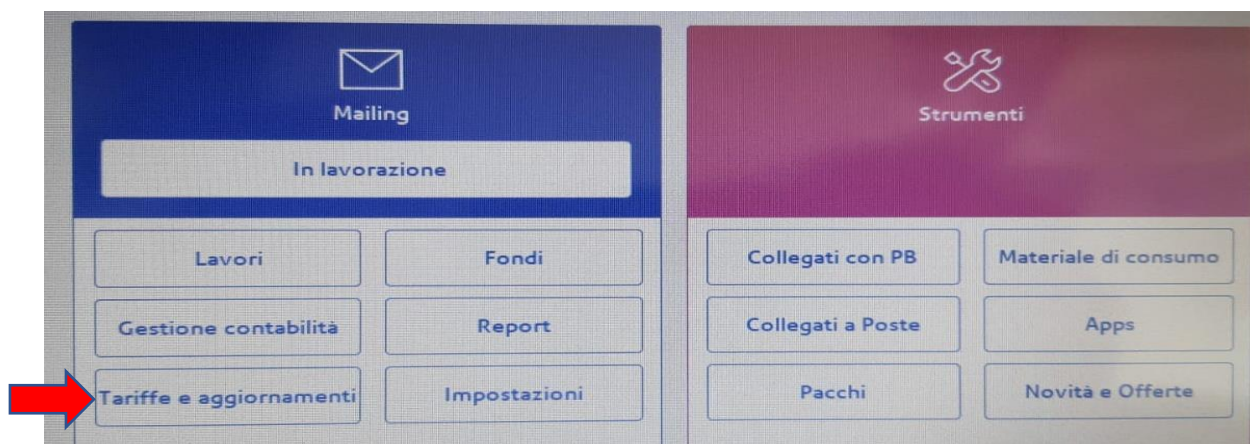 Mailing
In lavorazione
Lavori
Fondi
Gestione contabilità
Report
Tariffe e aggiornamenti
Impostazioni
Strumenti
Collegati con PB
Materiale di consumo
Collegati a Poste
Apps
Pacchi
Novità e Offerte